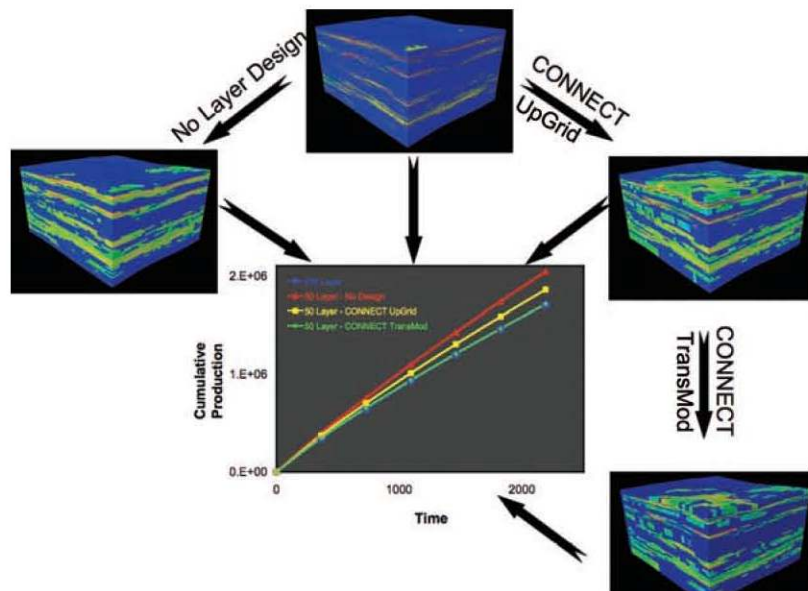 No Layer Design
CONNECT
UpGrid
2.E+06
1.E+06
0.E+00
Cumulative
Production
Layer
50 Layer - No Design
50 Layer - CONNECT UpGrid
50 Layer - CONNECT TransMod
0
1000
2000
Time
CONNECT
TransMod